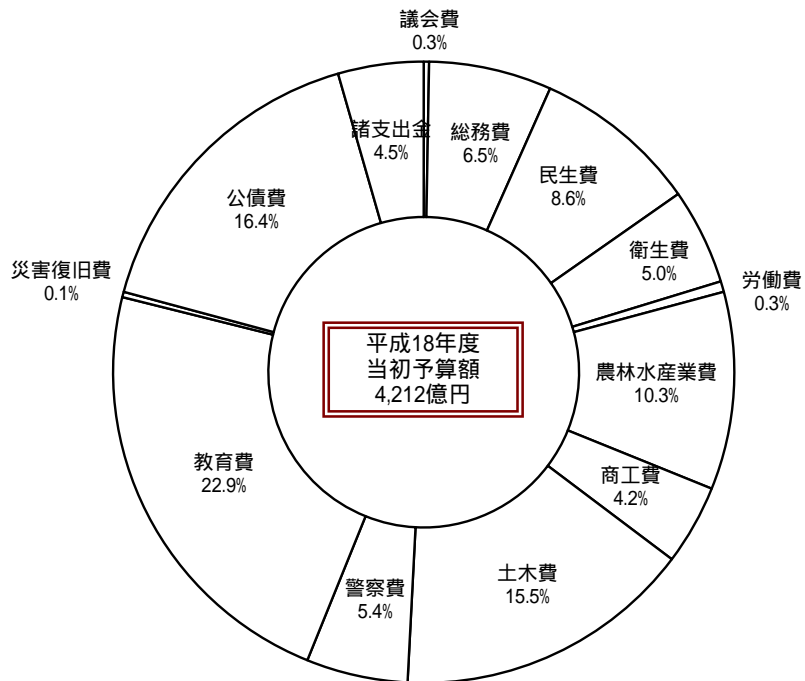 議会費
0.3%
総務費
6.5%
民生費
8.6%
衛生費
5.0%
労働費
0.3%
農林水産業費
10.3%
商工費
4.2%
土木費
15.5%
警察費
5.4%
教育費
22.9%
災害復旧費
0.1%
公債費
16.4%
諸支出金
4.5%
平成18年度
当初予算額
4,212億円